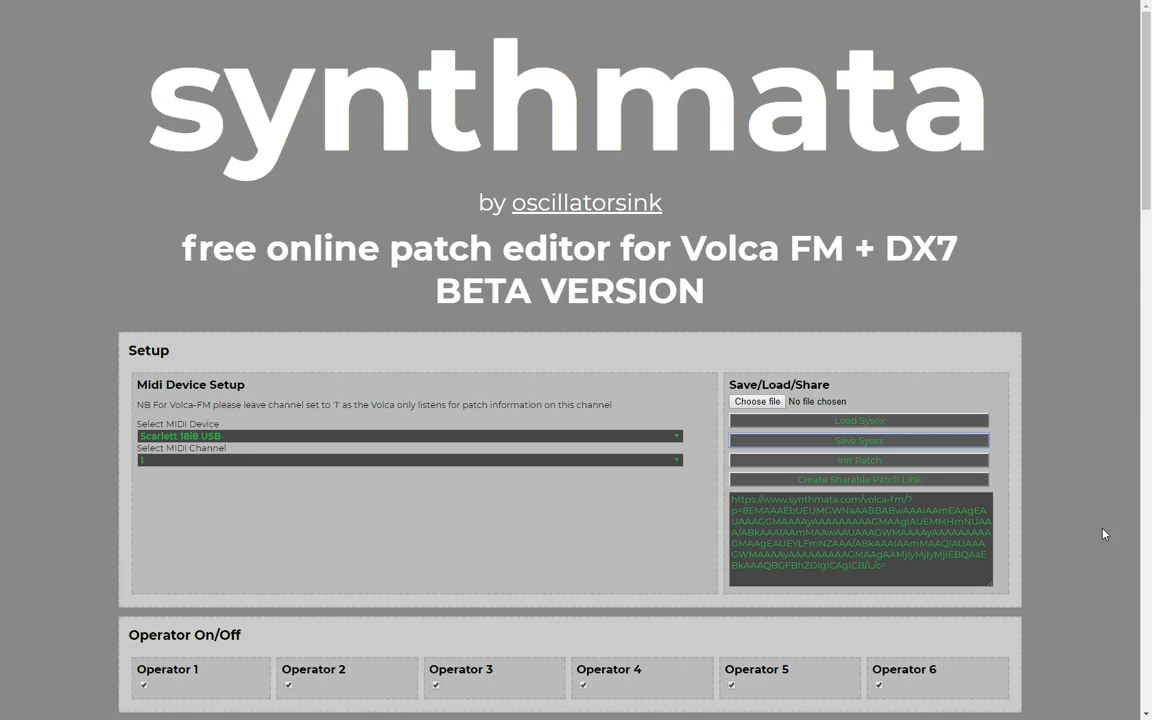 synthmata
by oscillatorsink
free online patch editor for Volca FM + DX7
BETA VERSION
Setup
Midi Device Setup
NB For Volca-FM please leave channel set to '1' as the Volca only listens for patch information on this channel
Select MIDI Device
Scarlett 18i8 USB
Select MIDI Channel
1
Save/Load/Share
Choose file No file chosen
Load Sysex
Save Sysex
Init Patch
Create Sharable Patch Link
https://www.synthmata.com/volca-fm/?
Operator On/Off
Operator 1
Operator 2
Operator 3
Operator 4
Operator 5
Operator 6